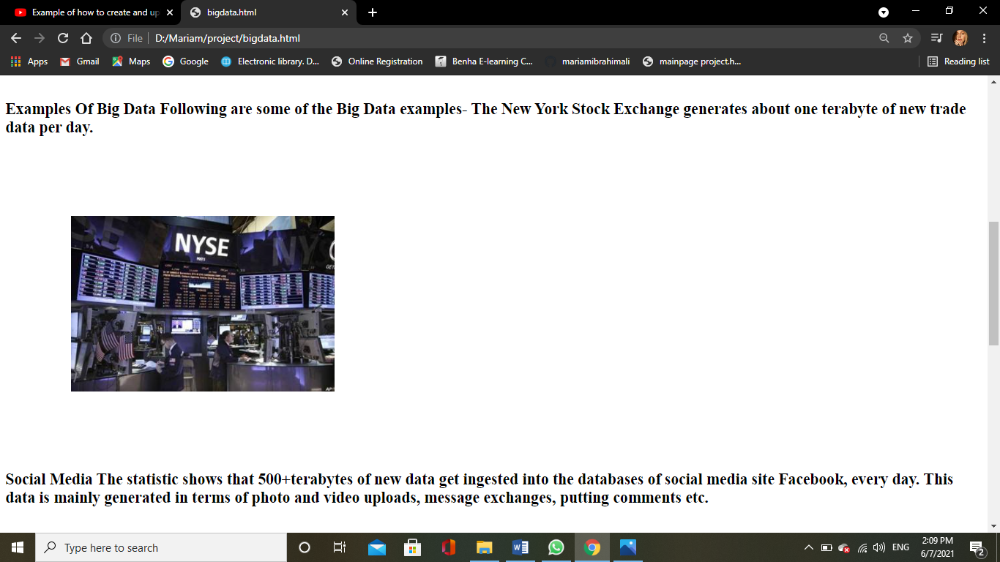 Example of how to create and up
bigdata.html
File
D:/Mariam/project/bigdata.html
Apps
Gmail
Maps
Google
Electronic library. D...
Online Registration
Benha E-learning C...
mariamibrahimali
mainpage project.h...
Reading list
Examples Of Big Data Following are some of the Big Data examples- The New York Stock Exchange generates about one terabyte of new trade
data per day.
NYSE
Social Media The statistic shows that 500+terabytes of new data get ingested into the databases of social media site Facebook, every day. This
data is mainly generated in terms of photo and video uploads, message exchanges, putting comments etc.
Type here to search
ENG
2:09 PM
6/7/2021
2